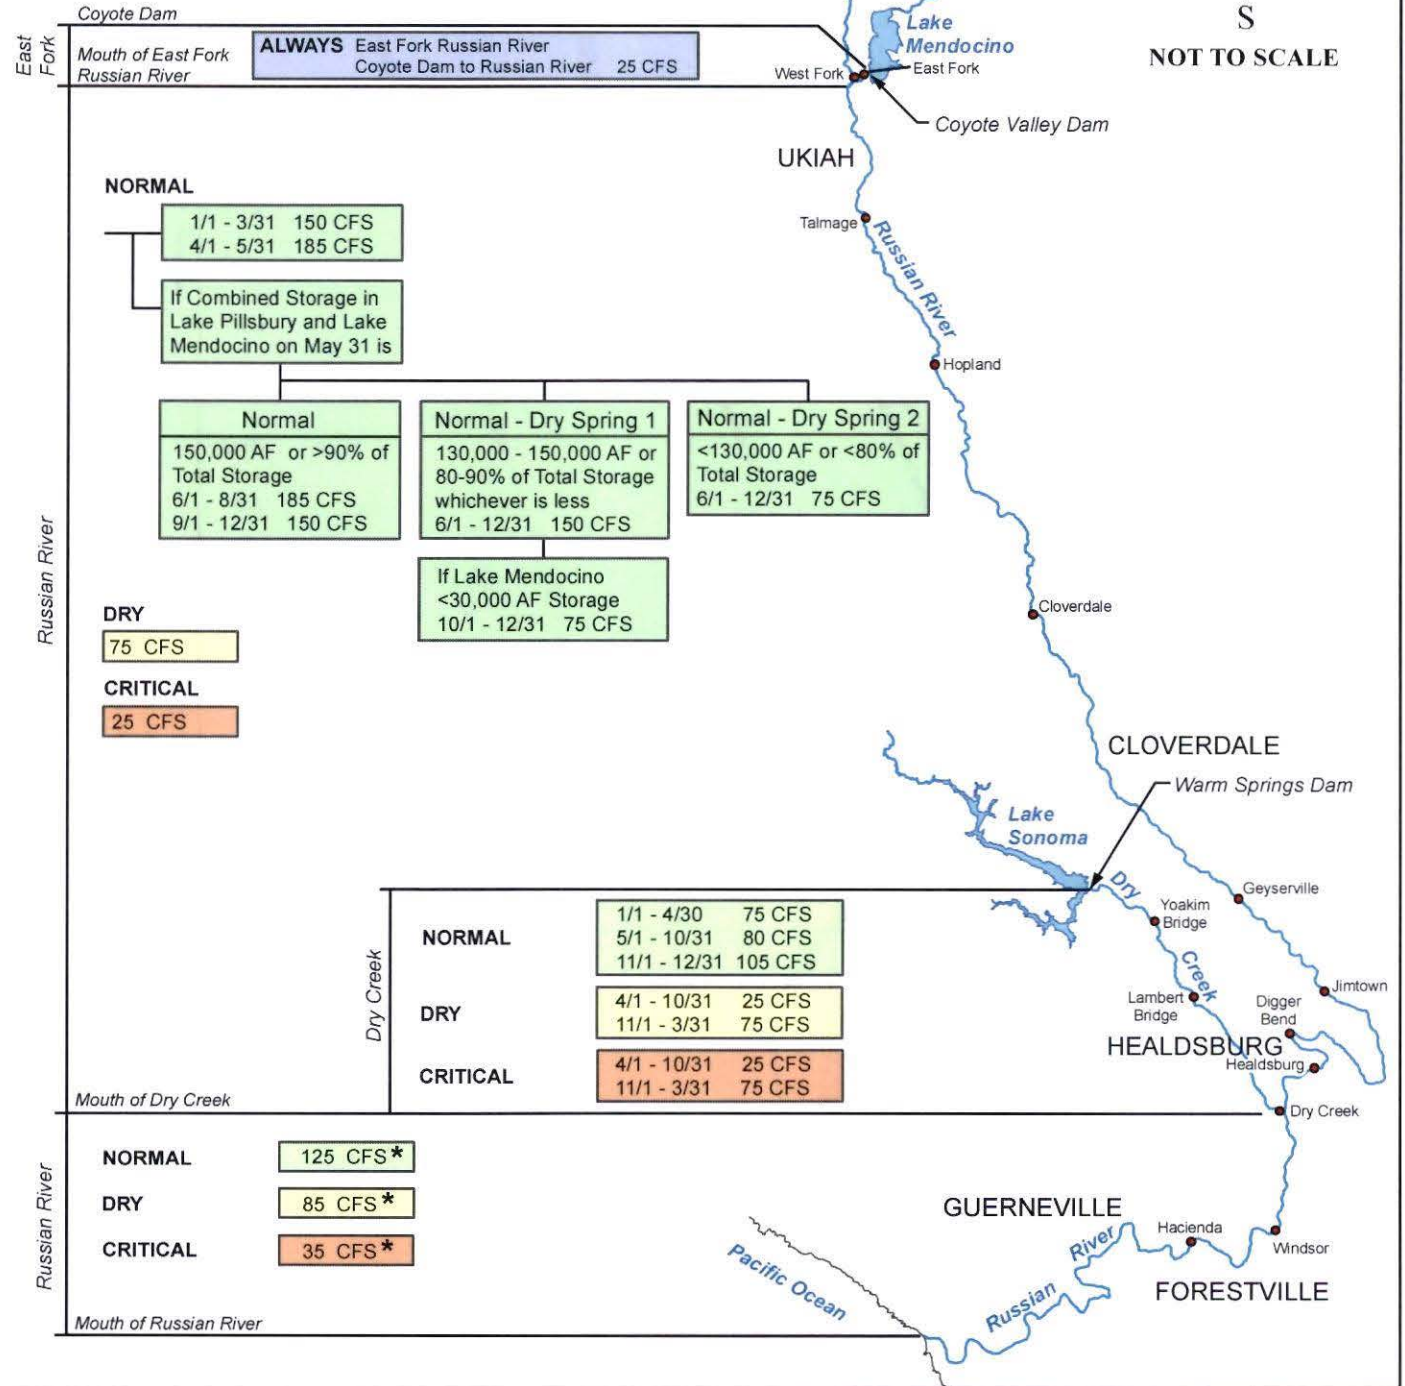 Coyote Dam
East
Fork
Mouth of East Fork
Russian River
ALWAYS East Fork Russian River
Coyote Dam to Russian River 25 CFS
Lake
Mendocino
West Fork
East Fork
S
NOT TO SCALE
Coyote Valley Dam
UKIAH
Talmage
Russian River
Hopland
NORMAL
1/1 - 3/31 150 CFS
4/1 - 5/31 185 CFS
If Combined Storage in
Lake Pillsbury and Lake
Mendocino on May 31 is
Normal
150,000 AF or >90% of
Total Storage
6/1 - 8/31 185 CFS
9/1 - 12/31 150 CFS
Normal - Dry Spring 1
130,000 - 150,000 AF or
80-90% of Total Storage
whichever is less
6/1 - 12/31 150 CFS
Normal - Dry Spring 2
<130,000 AF or <80% of
Total Storage
6/1 - 12/31 75 CFS
If Lake Mendocino
<30,000 AF Storage
10/1 - 12/31 75 CFS
Russian River
DRY
75 CFS
CRITICAL
25 CFS
Cloverdale
CLOVERDALE
Warm Springs Dam
Lake
Sonoma
Dry
Creek
Yoakim
Bridge
Geyserville
Lambert
Bridge
Digger
Bend
Jimtown
HEALDSBURG
Healdsburg
Dry Creek
Dry Creek
NORMAL
1/1 - 4/30 75 CFS
5/1 - 10/31 80 CFS
11/1 - 12/31 105 CFS
DRY
4/1 - 10/31 25 CFS
11/1 - 3/31 75 CFS
CRITICAL
4/1 - 10/31 25 CFS
11/1 - 3/31 75 CFS
Mouth of Dry Creek
Russian River
NORMAL 125 CFS*
DRY 85 CFS*
CRITICAL 35 CFS*
Mouth of Russian River
GUERNEVILLE
Hacienda
Windsor
FORESTVILLE
Russian River
Pacific Ocean